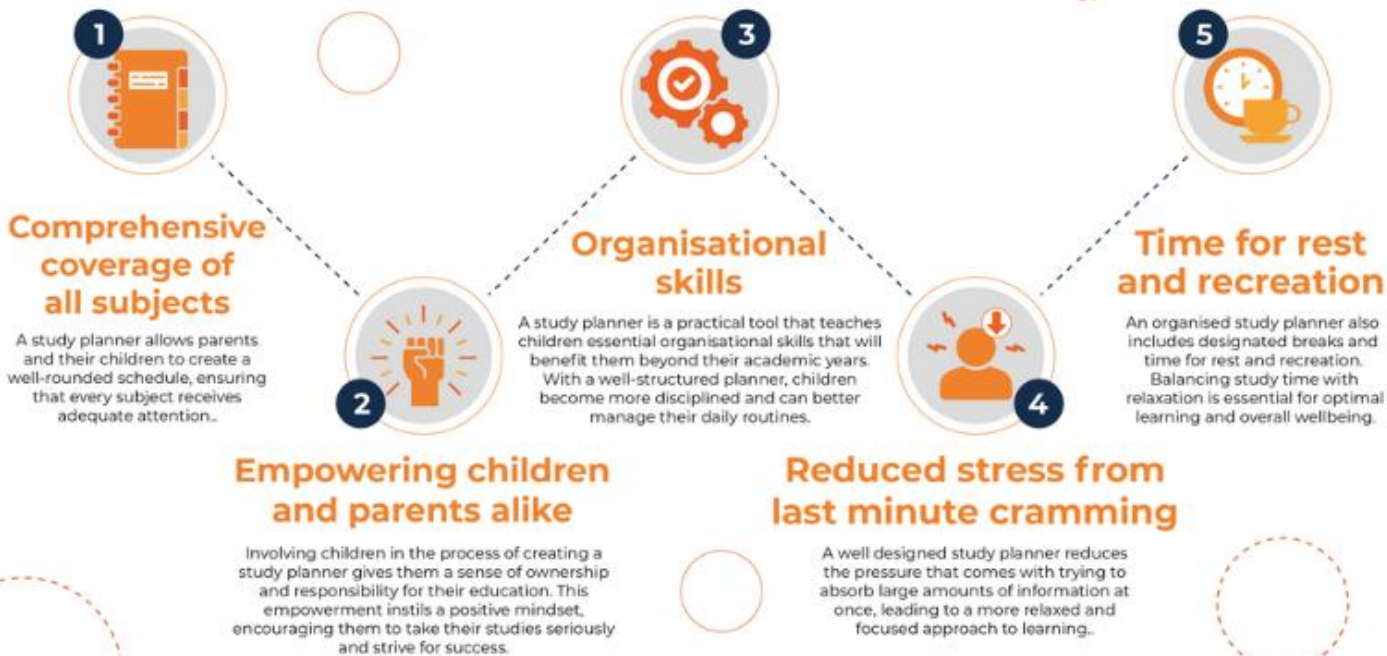 1
Comprehensive
coverage of
all subjects
A study planner allows parents
and their children to create a
well-rounded schedule, ensuring
that every subject receives
adequate attention..
2
Empowering children
and parents alike
Involving children in the process of creating a
study planner gives them a sense of ownership
and responsibility for their education. This
empowerment instils a positive mindset,
encouraging them to take their studies seriously
and strive for success.
3
Organisational
skills
A study planner is a practical tool that teaches
children essential organisational skills that will
benefit them beyond their academic years.
With a well-structured planner, children
become more disciplined and can better
manage their daily routines.
4
Reduced stress from
last minute cramming
A well designed study planner reduces
the pressure that comes with trying to
absorb large amounts of information at
once, leading to a more relaxed and
focused approach to learning..
5
Time for rest
and recreation
An organised study planner also
includes designated breaks and
time for rest and recreation.
Balancing study time with
relaxation is essential for optimal
learning and overall wellbeing.